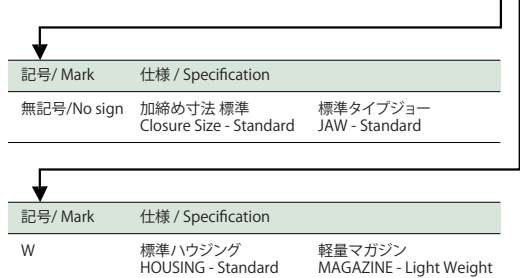 記号/ Mark 仕様 / Specification
無記号/No sign 加締め寸法 標準 標準タイプジョー
Closure Size - Standard JAW - Standard
記号/ Mark 仕様 / Specification
W 標準ハウジング 軽量マガジン
HOUSING - Standard MAGAZINE - Light Weight